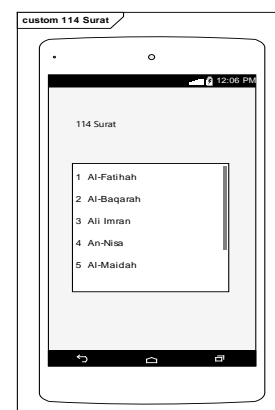 custom 114 Surat
12:06 PM
114 Surat
1 Al-Fatihah
2 Al-Baqarah
3 Ali Imran
4 An-Nisa
5 Al-Maidah